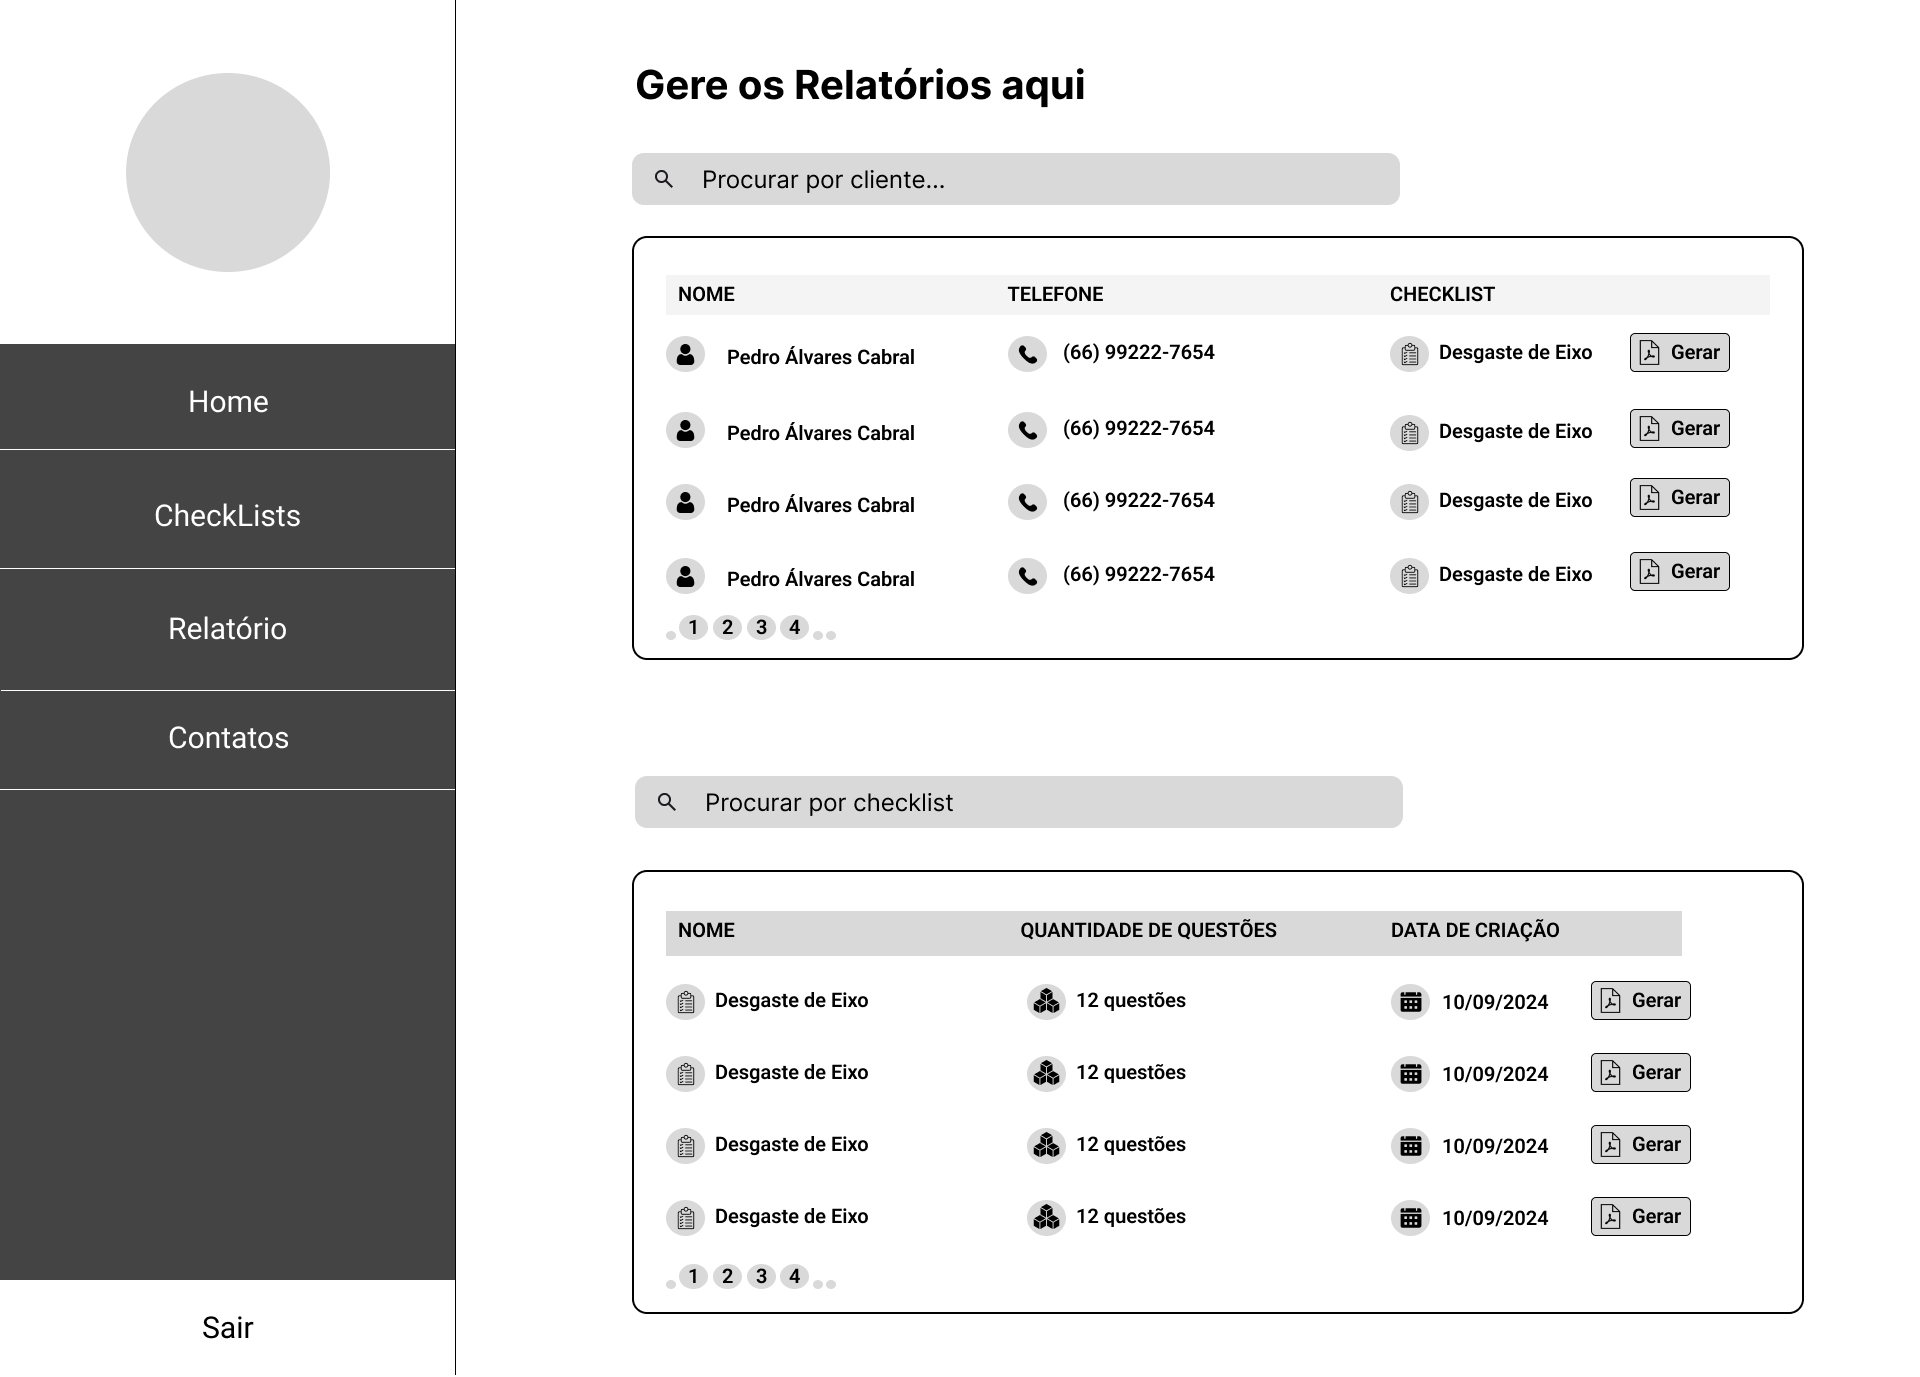 Home
CheckLists
Relatório
Contatos
Sair
Gere os Relatórios aqui
Procurar por cliente...
NOME TELEFONE CHECKLIST
Pedro Álvares Cabral (66) 99222-7654 Desgaste de Eixo Gerar
Pedro Álvares Cabral (66) 99222-7654 Desgaste de Eixo Gerar
Pedro Álvares Cabral (66) 99222-7654 Desgaste de Eixo Gerar
Pedro Álvares Cabral (66) 99222-7654 Desgaste de Eixo Gerar
1 2 3 4
Procurar por checklist
NOME QUANTIDADE DE QUESTÕES DATA DE CRIAÇÃO
Desgaste de Eixo 12 questões 10/09/2024 Gerar
Desgaste de Eixo 12 questões 10/09/2024 Gerar
Desgaste de Eixo 12 questões 10/09/2024 Gerar
Desgaste de Eixo 12 questões 10/09/2024 Gerar
1 2 3 4